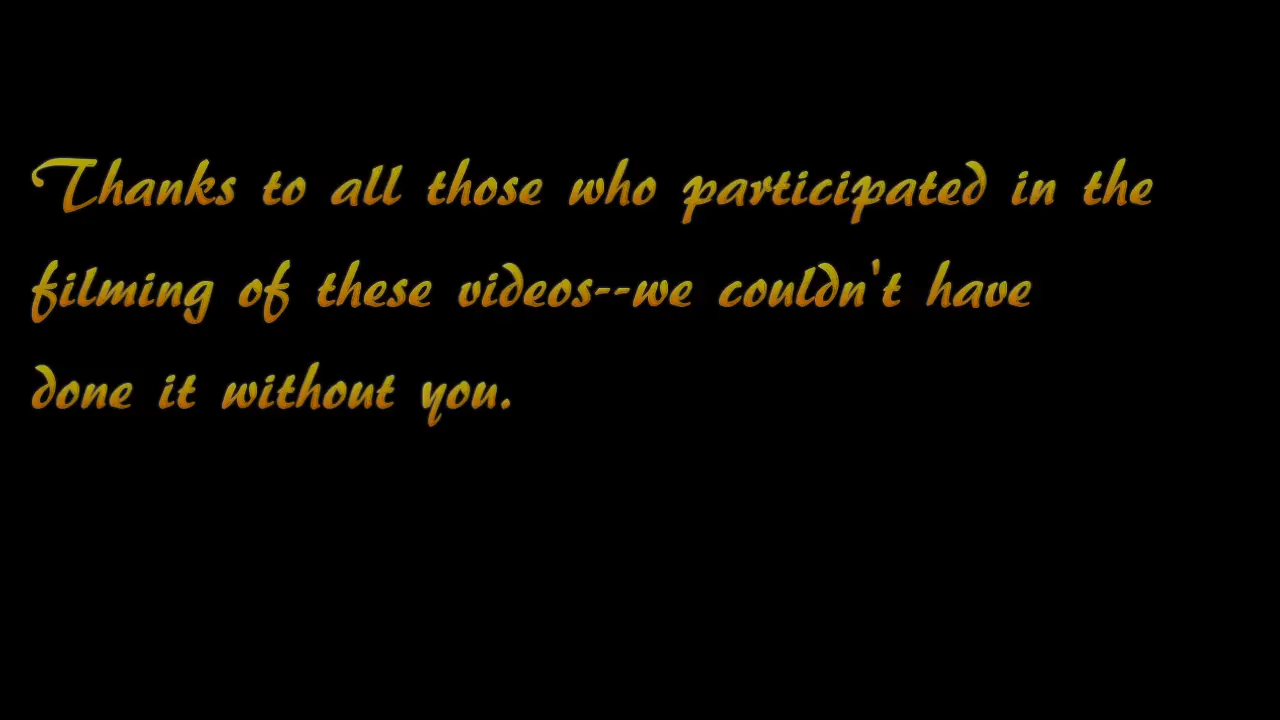 Thanks to all those who participated in the
filming of these videos--we couldn't have
done it without you.